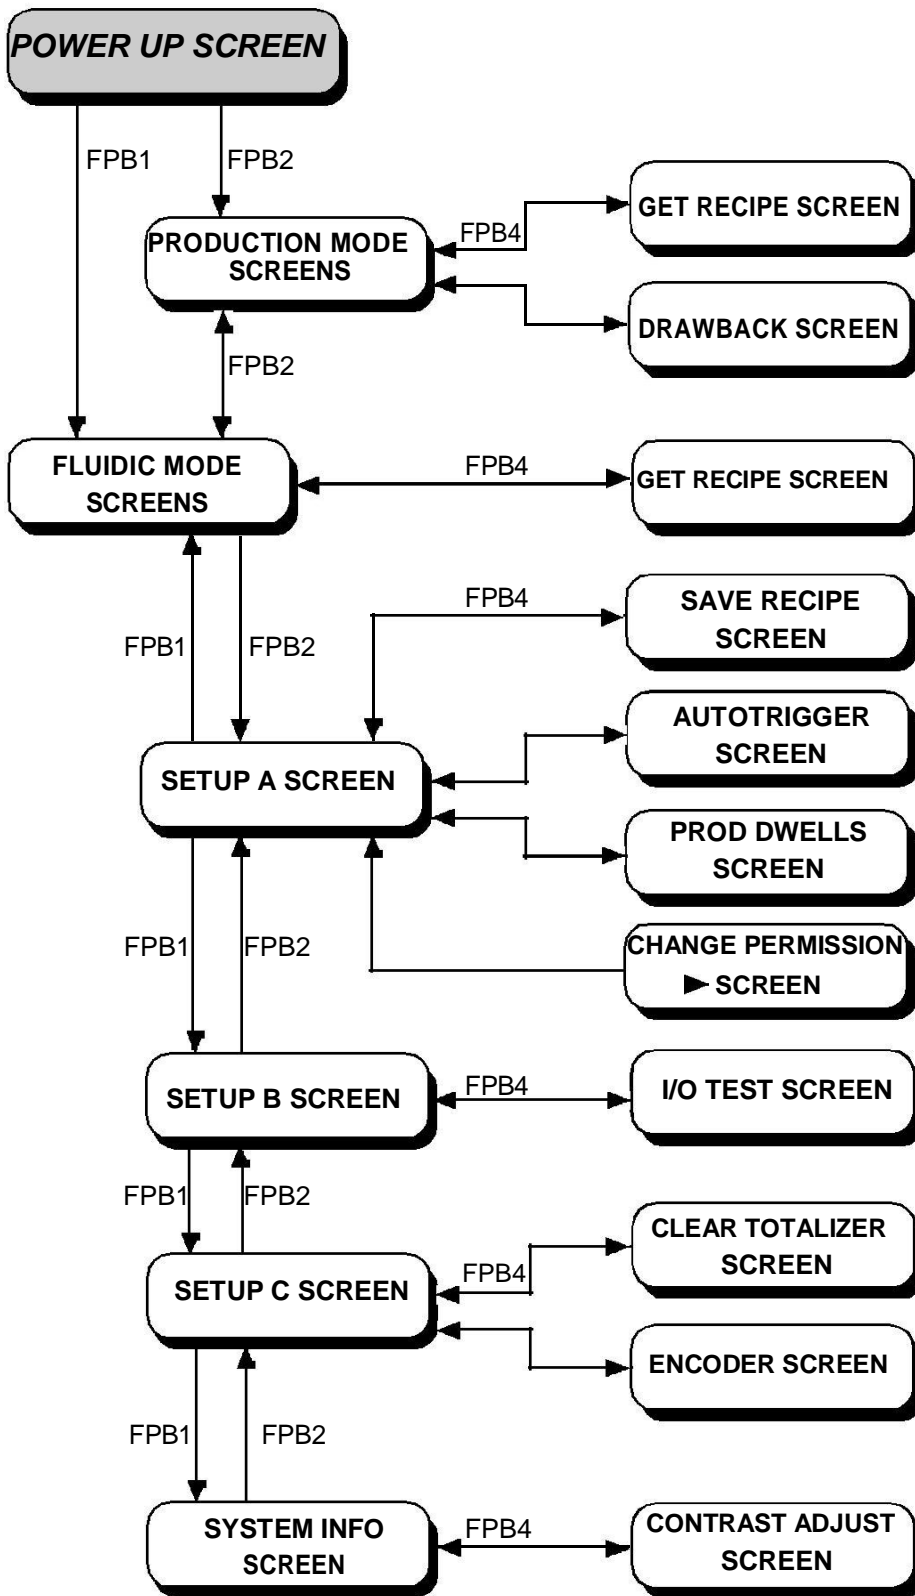 POWER UP SCREEN
FPB1
FPB2
PRODUCTION MODE
SCREENS
FPB4
GET RECIPE SCREEN
DRAWBACK SCREEN
FPB2
FLUIDIC MODE
SCREENS
FPB4
GET RECIPE SCREEN
FPB1
FPB2
FPB4
SAVE RECIPE
SCREEN
SETUP A SCREEN
AUTOTRIGGER
SCREEN
PROD DWELLS
SCREEN
CHANGE PERMISSION
SCREEN
FPB1
FPB2
SETUP B SCREEN
FPB4
I/O TEST SCREEN
FPB1
FPB2
SETUP C SCREEN
FPB4
CLEAR TOTALIZER
SCREEN
ENCODER SCREEN
FPB1
FPB2
SYSTEM INFO
SCREEN
FPB4
CONTRAST ADJUST
SCREEN